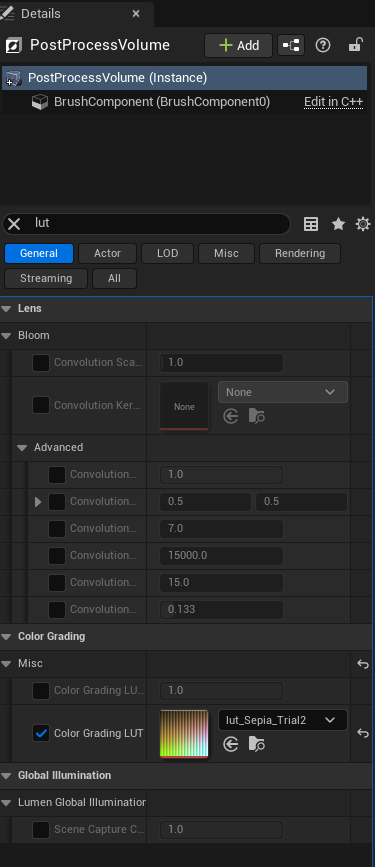 Details
PostProcessVolume
Add
PostProcessVolume (Instance)
BrushComponent (BrushComponent0) Edit in C++
lut
General Actor LOD Misc Rendering
Streaming All
Lens
Bloom
Convolution Sca... 1.0
None
Convolution Ker... None
Advanced
Convolution... 1.0
Convolution... 0.5 0.5
Convolution... 7.0
Convolution... 15000.0
Convolution... 15.0
Convolution... 0.133
Color Grading
Misc
Color Grading LU... 1.0
lut_Sepia_Trial2
Color Grading LUT
Global Illumination
Lumen Global Illumination
Scene Capture C... 1.0